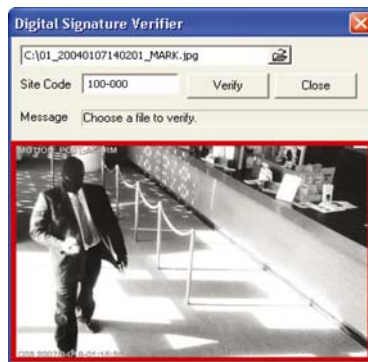 Digital Signature Verifier
C:\01_20040107140201_MARK.jpg
Site Code 100-000 Verify Close
Message Choose a file to verify.